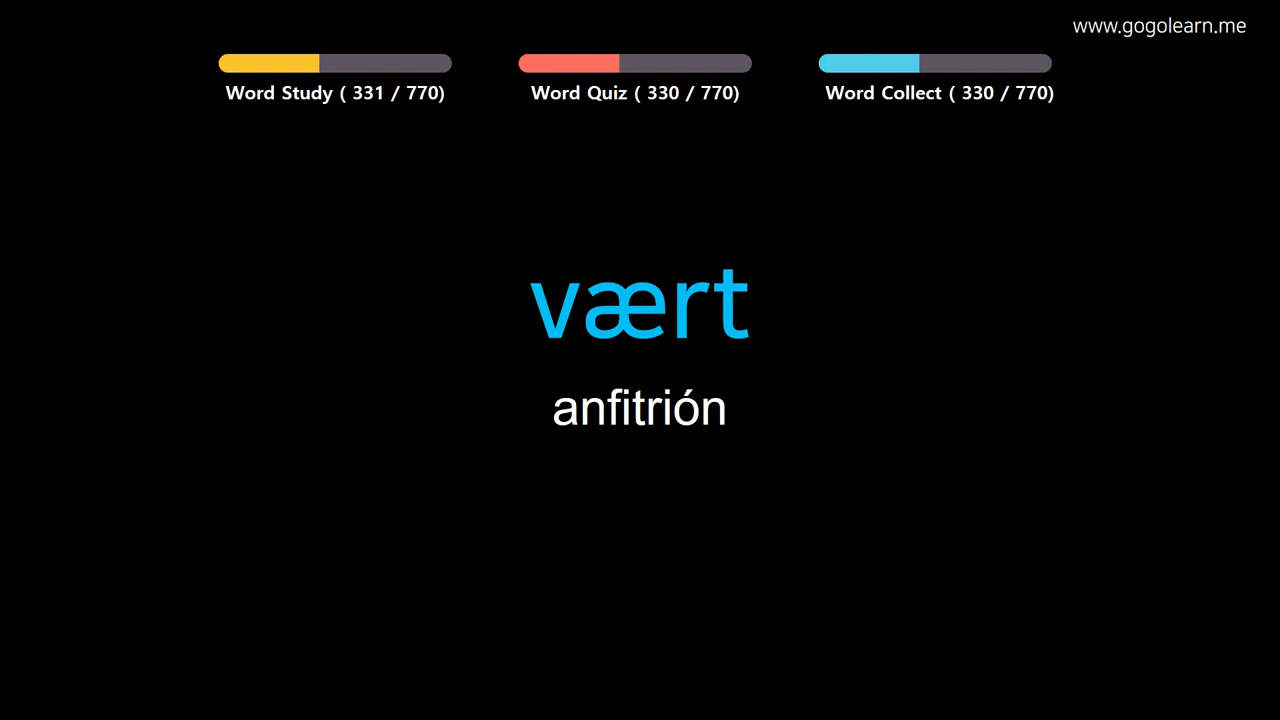 www.gogolearn.me
Word Study ( 331 / 770)
Word Quiz ( 330 / 770)
Word Collect ( 330 / 770)
vært
anfitrión